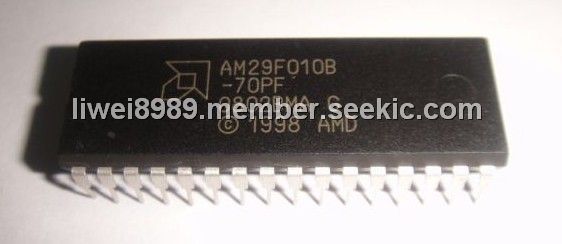 AM29F010B
-70PF
liwei8989.member.seekic.com
© 1998 AMD